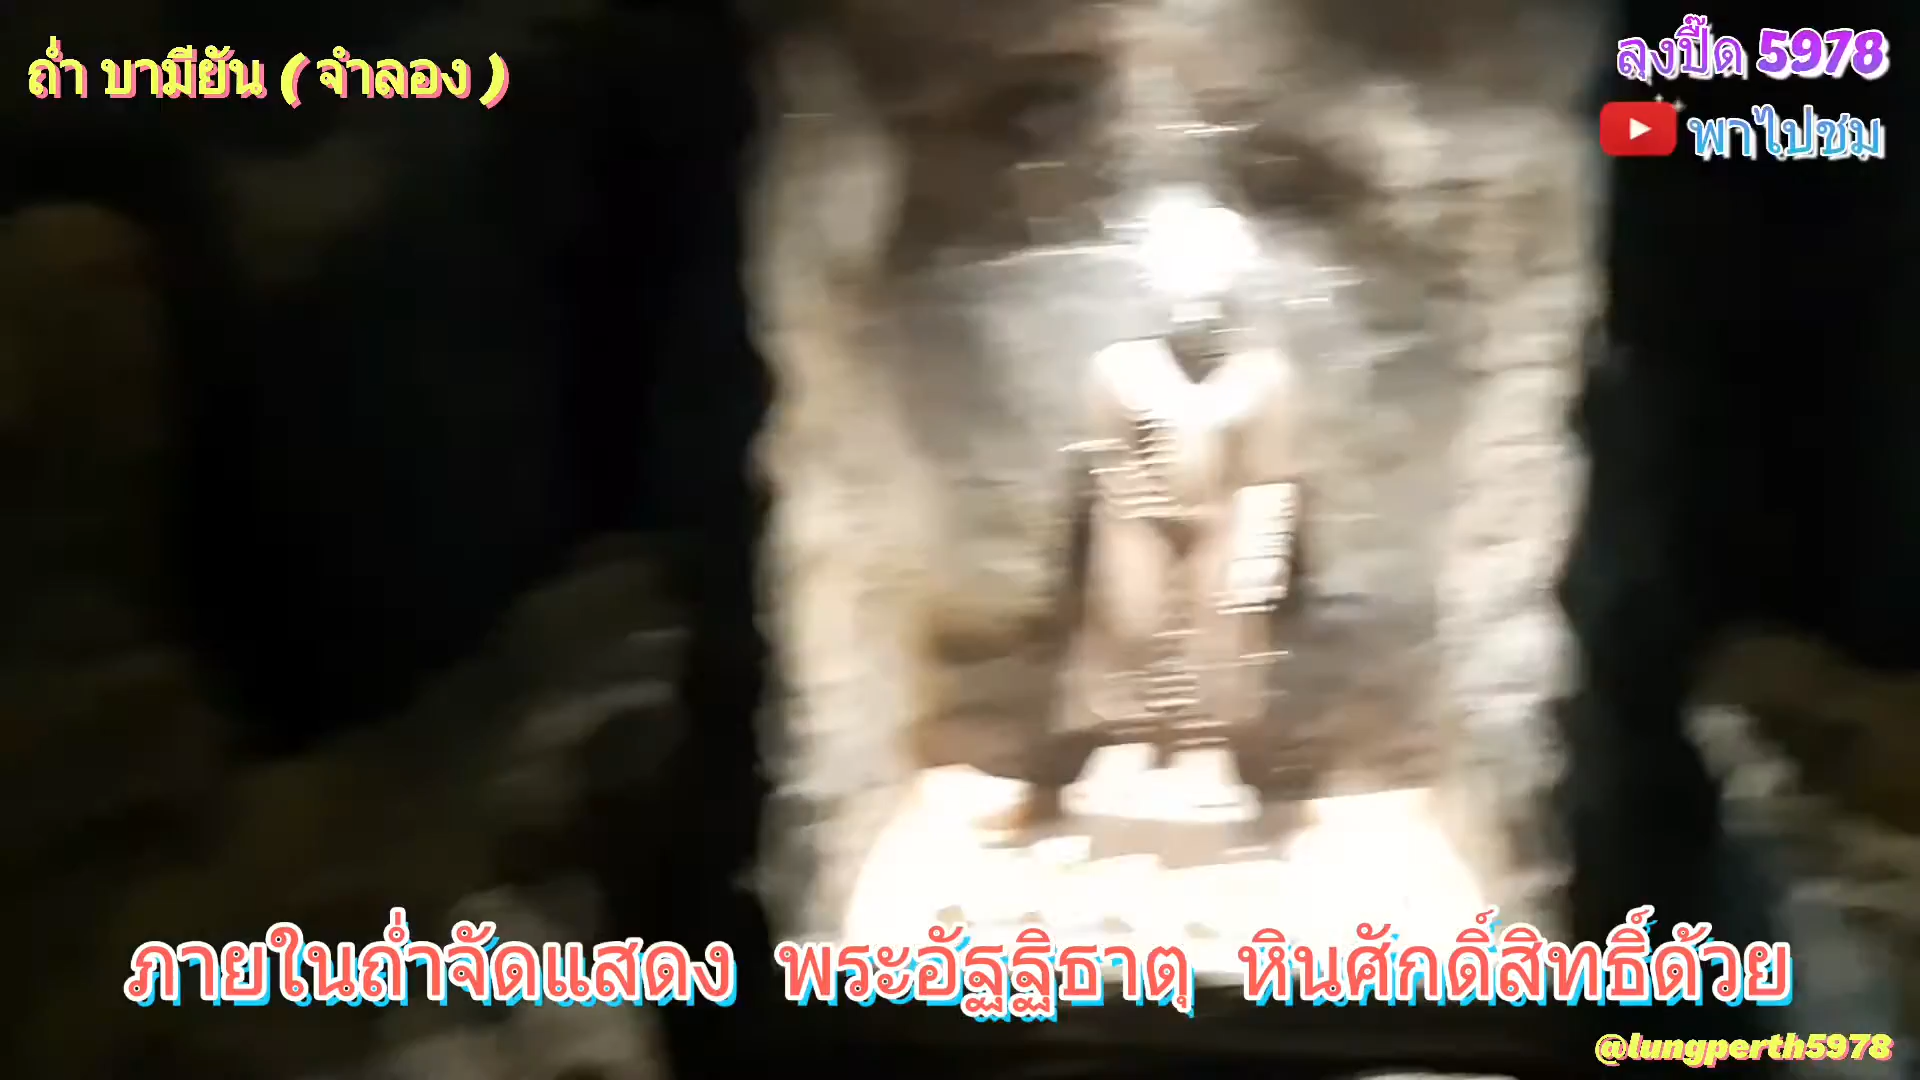 ถ่ำ บามียัน ( จำลอง )
ลุงปี๊ด 5978
พาไปชม
ภายในถ่ำจัดแสดง พระอัฐฐิธาตุ หินศักดิ์สิทธิ์ด้วย
@lungperth5978